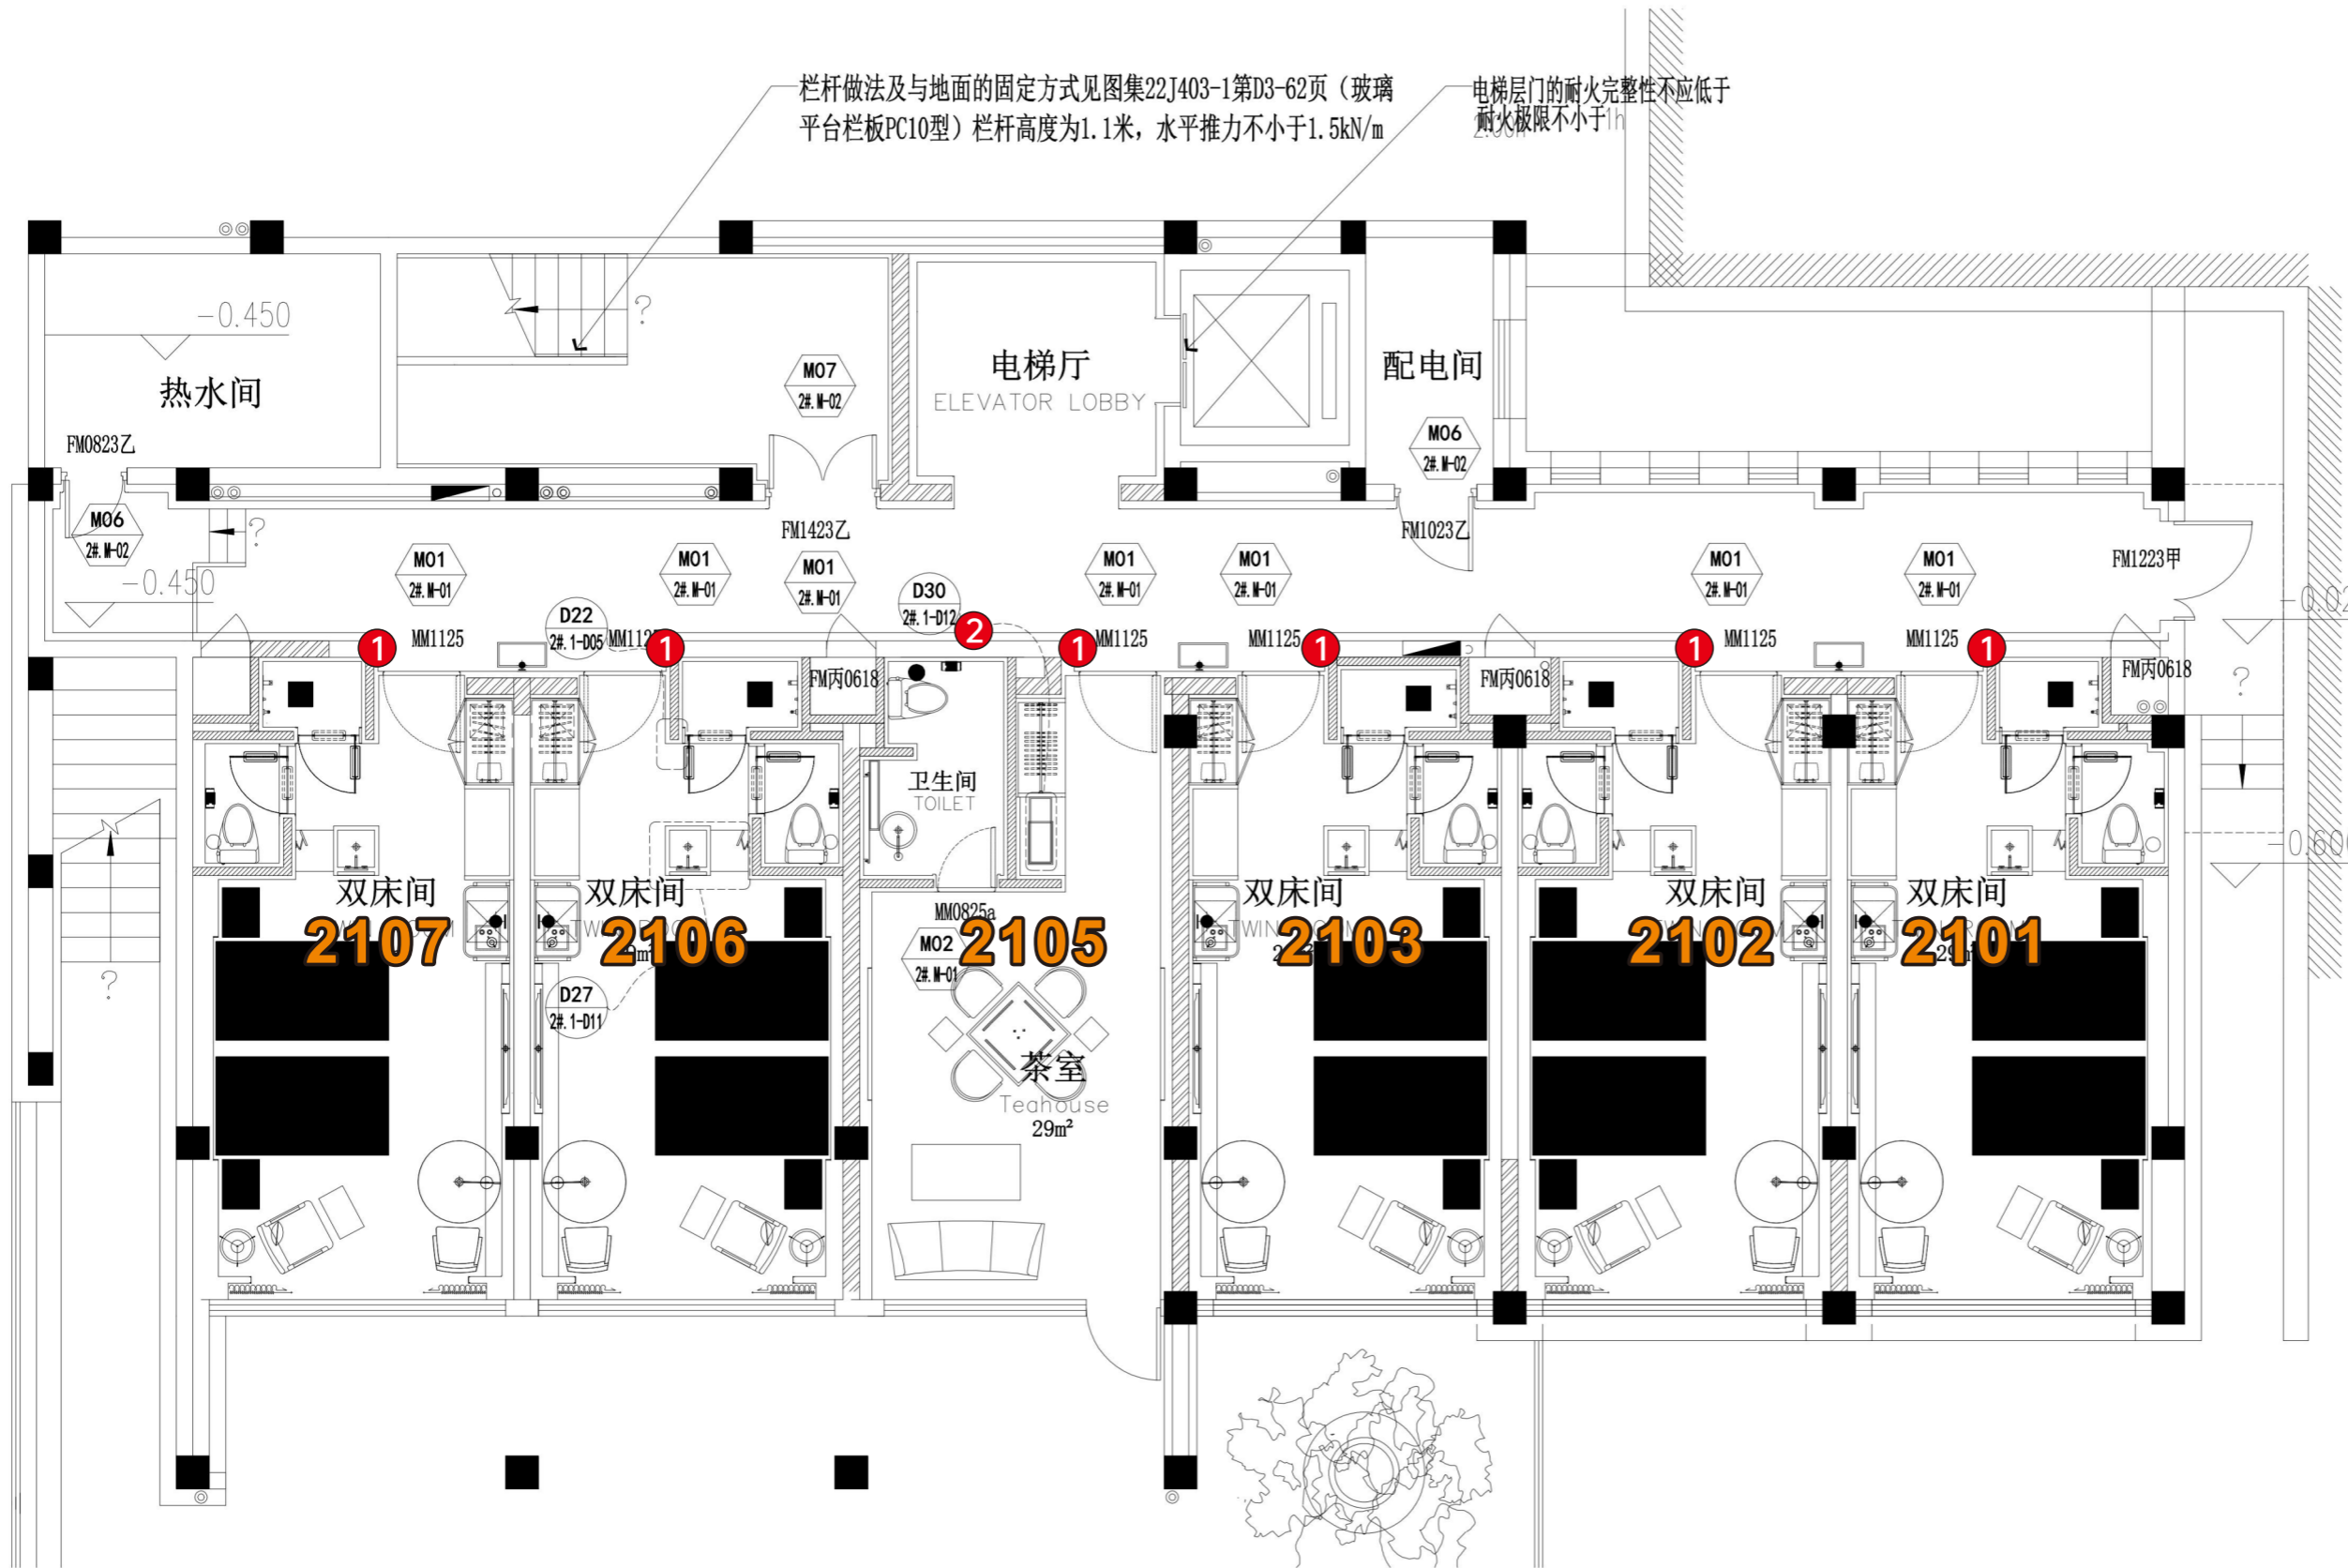 栏杆做法及与地面的固定方式见图集22J403-1第D3-62页（玻璃
平台栏板PC10型）栏杆高度为1.1米，水平推力不小于1.5kN/m
电梯层门的耐火完整性不应低于
耐火极限不小于1h
-0.450
?
热水间
电梯厅
ELEVATOR LOBBY
配电间
M07
2#.M-02
M06
2#.M-02
FM0823乙
M06
2#.M-02
?
-0.450
FM1423乙
FM1023乙
FM1223甲
M01
2#.M-01
M01
2#.M-01
M01
2#.M-01
M01
2#.M-01
M01
2#.M-01
M01
2#.M-01
M01
2#.M-01
D22
2#.1-D05
D30
2#.1-D12
2
1
MM1125
1
1
MM1125
MM1125
1
1
MM1125
MM1125
1
FM丙0618
FM丙0618
FM丙0618
?
卫生间
TOILET
双床间
双床间
双床间
双床间
双床间
MM0825a
M02
2#.M-01
2107
2106
2105
2103
2102
2101
?
D27
2#.1-D11
茶室
Teahouse
29m²